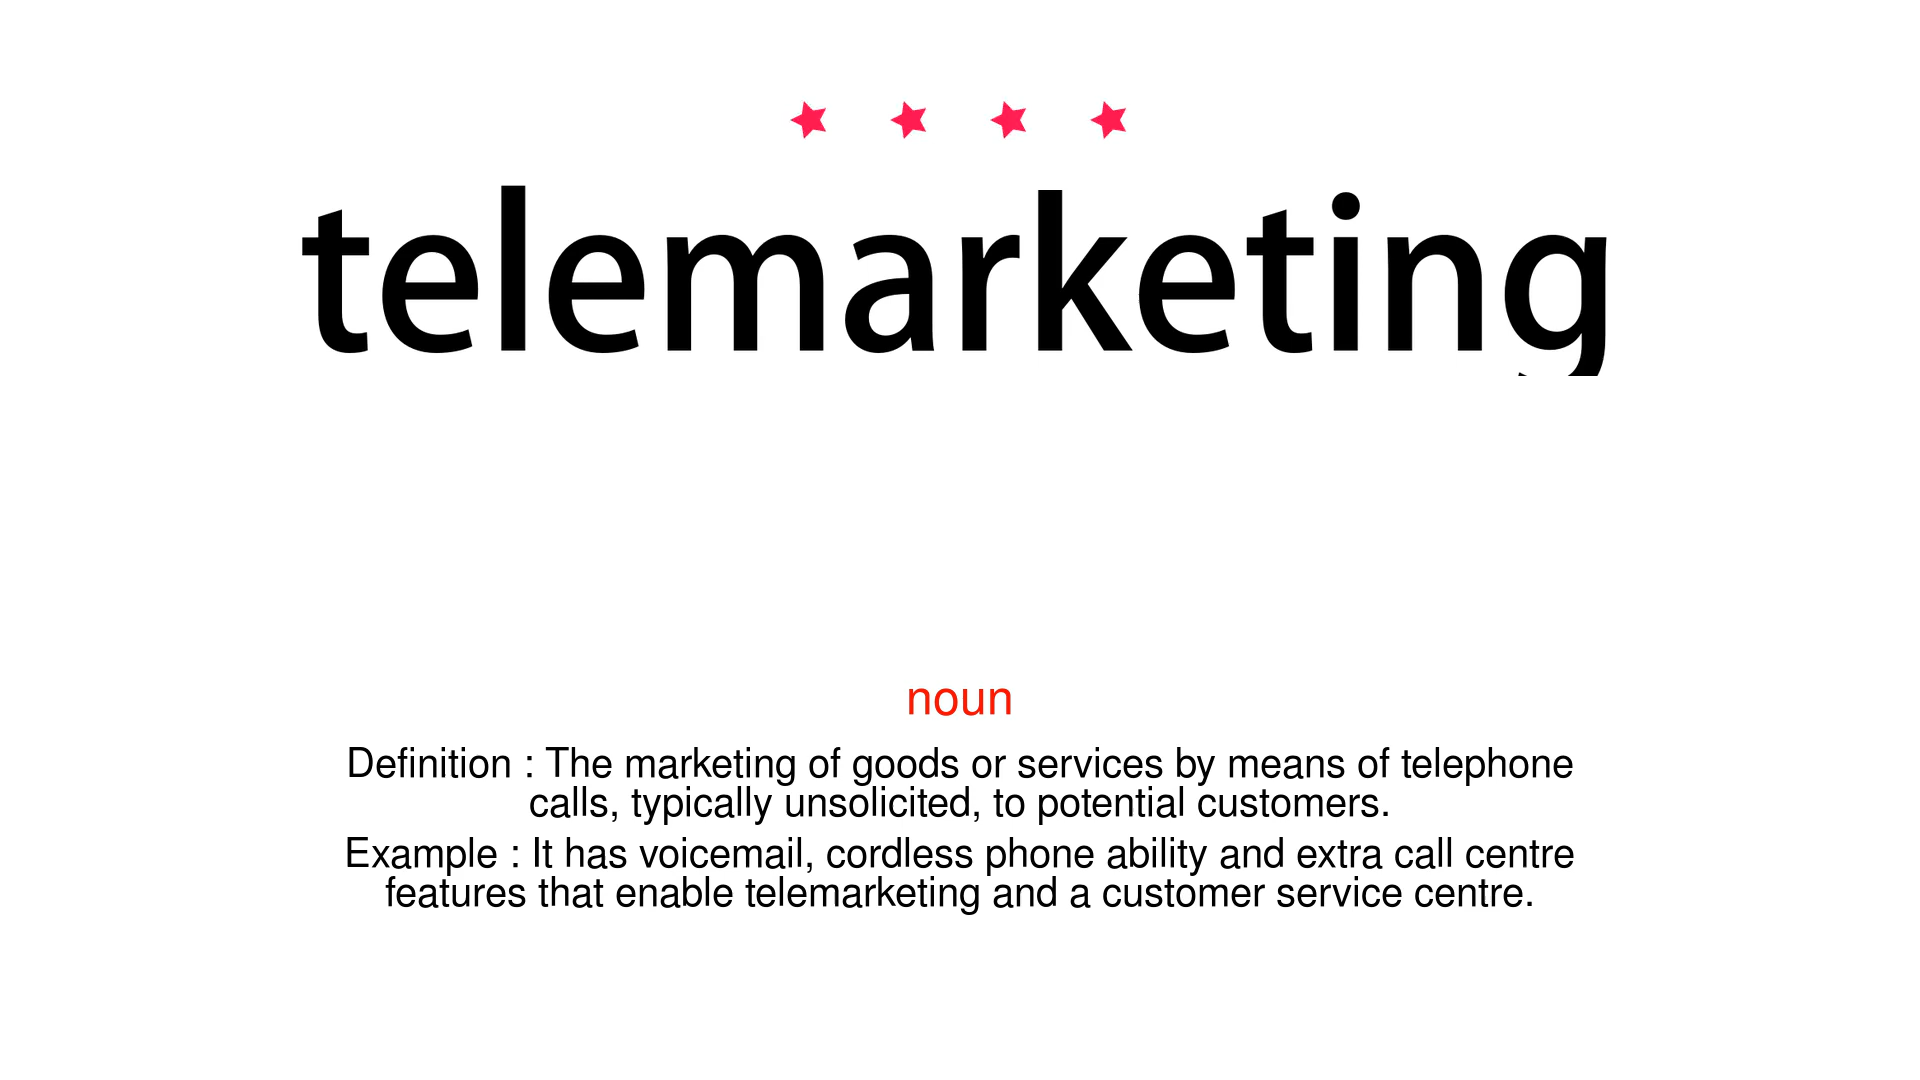 telemarketing
noun
Definition : The marketing of goods or services by means of telephone
calls, typically unsolicited, to potential customers.
Example : It has voicemail, cordless phone ability and extra call centre
features that enable telemarketing and a customer service centre.